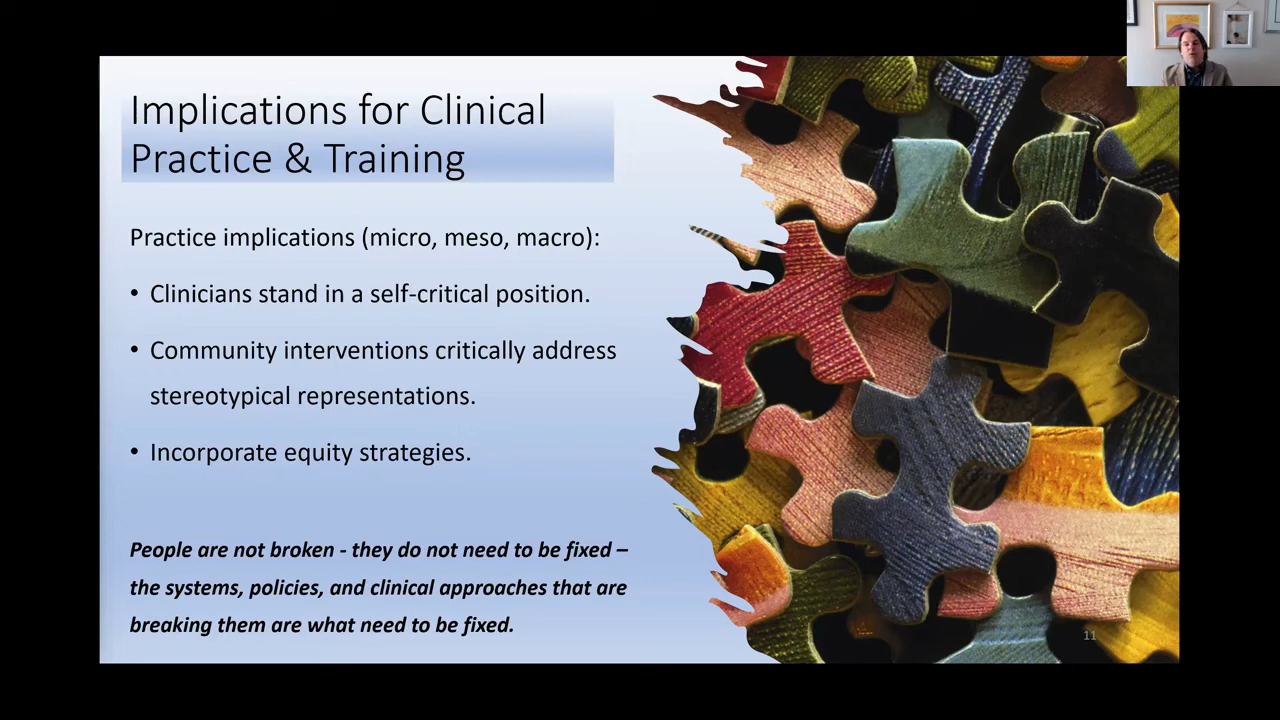 Implications for Clinical
Practice & Training
Practice implications (micro, meso, macro):
• Clinicians stand in a self-critical position.
• Community interventions critically address
stereotypical representations.
• Incorporate equity strategies.
People are not broken - they do not need to be fixed –
the systems, policies, and clinical approaches that are
breaking them are what need to be fixed.
11